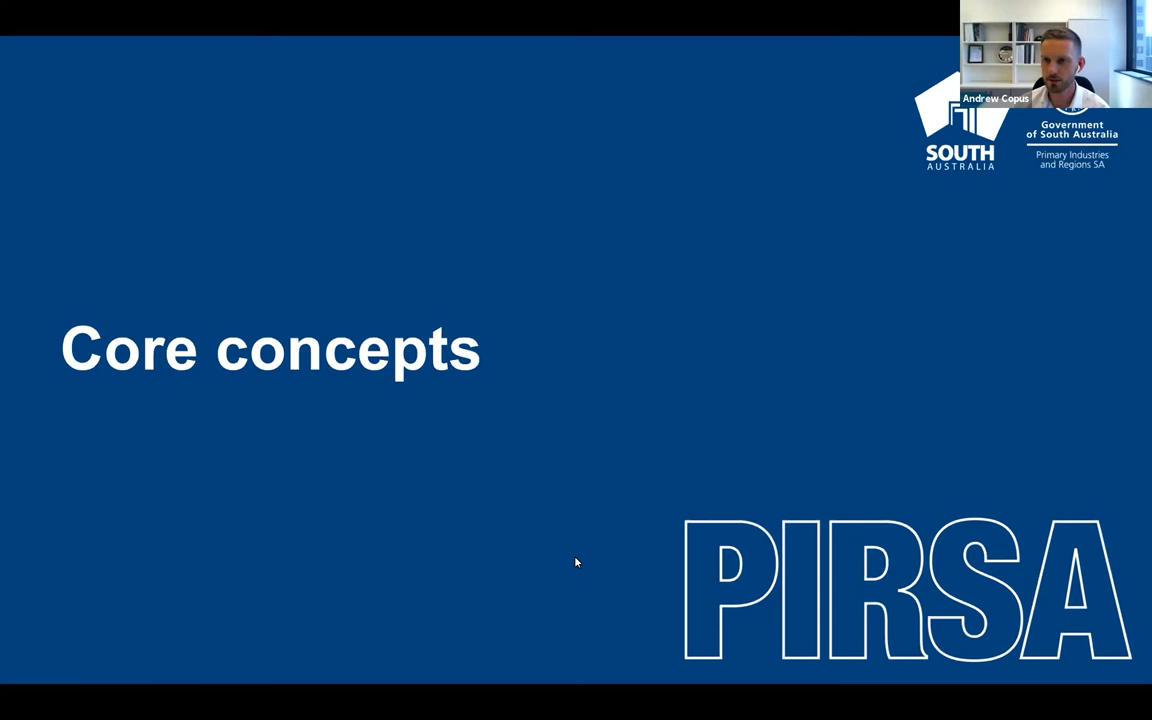 Andrew Copus
SOUTH
AUSTRALIA
Government
of South Australia
Primary Industries
and Regions SA
Core concepts
PIRSA